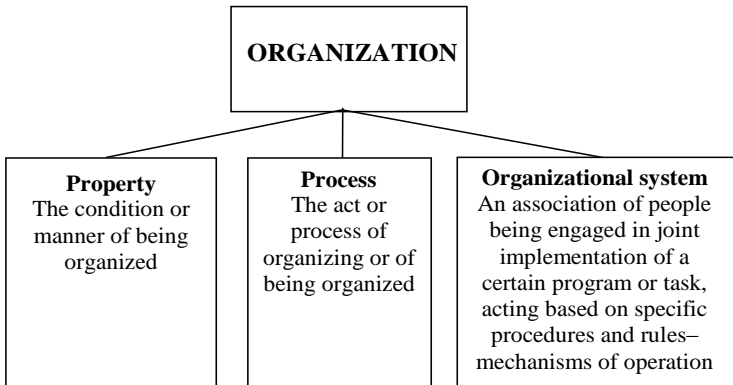 ORGANIZATION
Property
The condition or
manner of being
organized
Process
The act or
process of
organizing or of
being organized
Organizational system
An association of people
being engaged in joint
implementation of a
certain program or task,
acting based on specific
procedures and rules–
mechanisms of operation